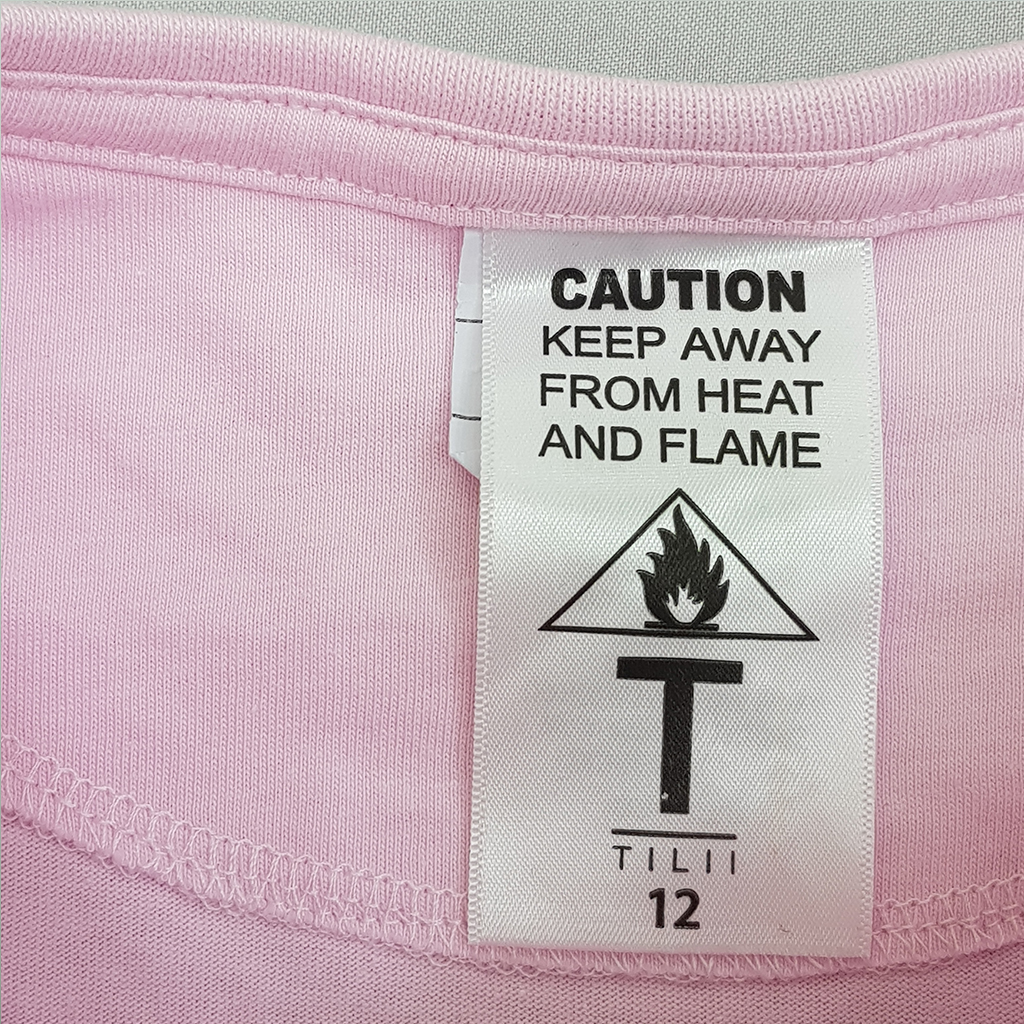 CAUTION
KEEP AWAY
FROM HEAT
AND FLAME
T
TILII
12